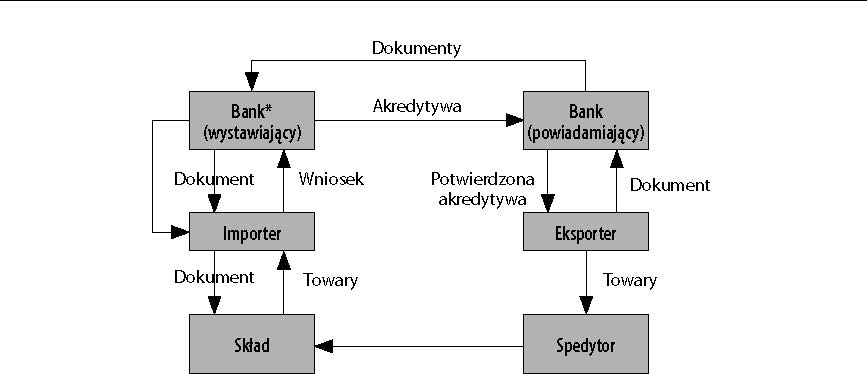 Dokumenty
Bank*
(wystawiający)
Akredytywa
Bank
(powiadamiający)
Dokument
Wniosek
Potwierdzona
akredytywa
Dokument
Importer
Eksporter
Dokument
Towary
Towary
Skład
Spedytor